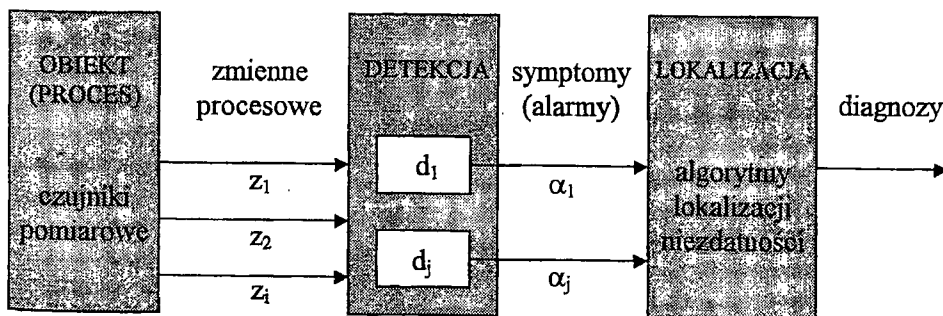 OBIEKT
(PROCES)
czujniki
pomiarowe
zmienne
procesowe
z1
z2
zi
DETEKCJA
d1
dj
symptomy
(alarmy)
α1
αj
LOKALIZACJA
algorytmy
lokalizacji
niezdatności
diagnozy